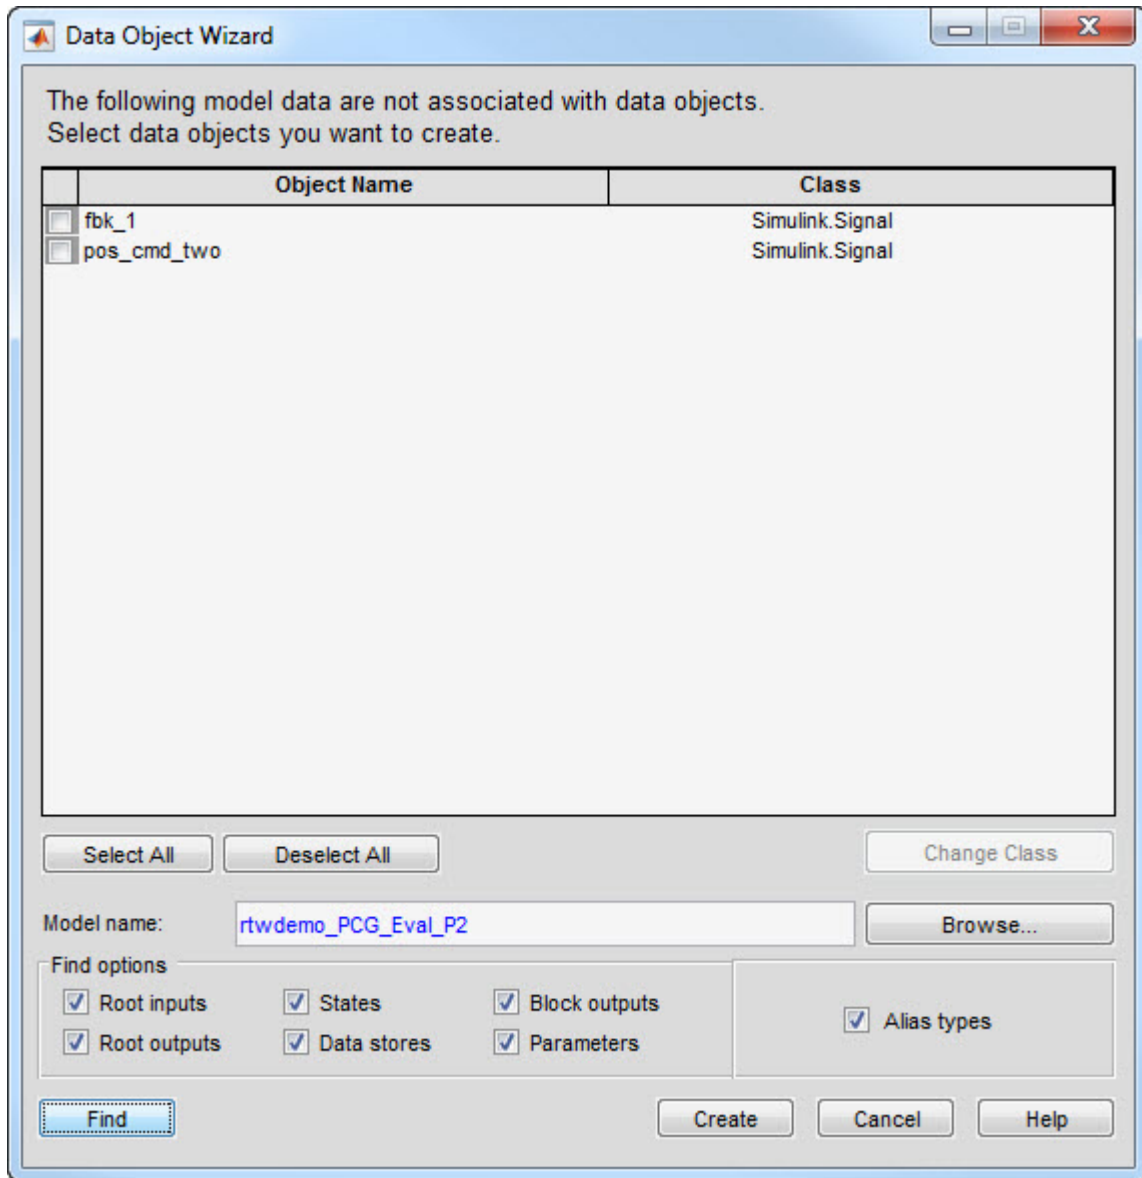 Data Object Wizard
The following model data are not associated with data objects.
Select data objects you want to create.
Object Name Class
fbk_1 Simulink.Signal
pos_cmd_two Simulink.Signal
Select All Deselect All Change Class
Model name: rtwdemo_PCG_Eval_P2 Browse...
Find options
Root inputs States Block outputs
Alias types
Root outputs Data stores Parameters
Find Create Cancel Help